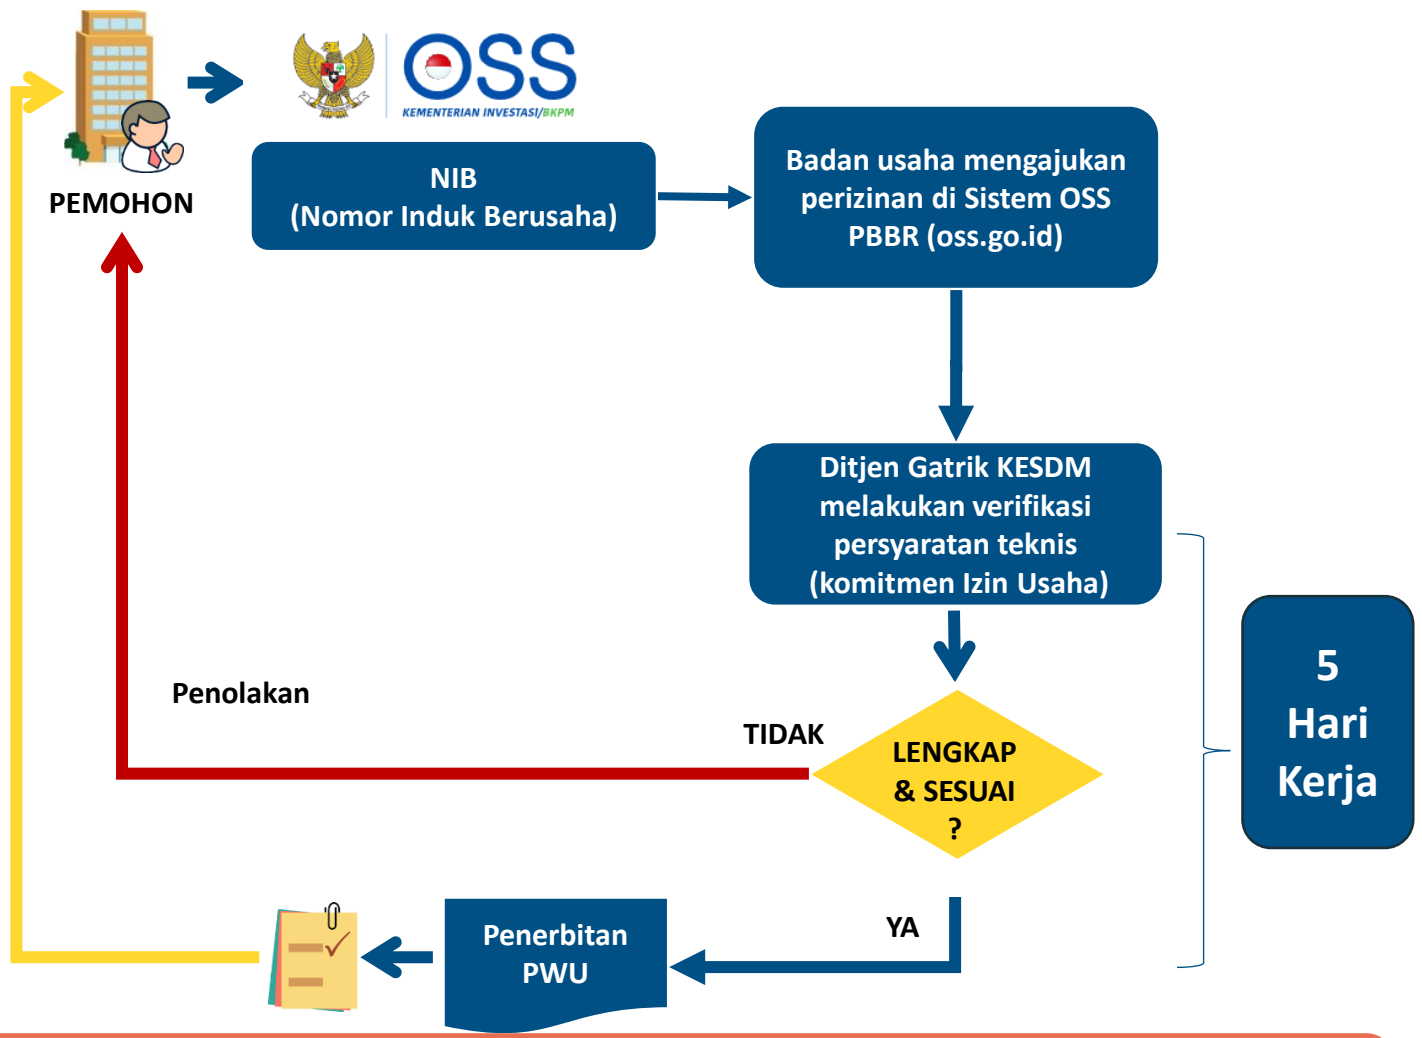 OSS
KEMENTERIAN INVESTASI/BKPM
PEMOHON
NIB
(Nomor Induk Berusaha)
Badan usaha mengajukan
perizinan di Sistem OSS
PBBR (oss.go.id)
Ditjen Gatrik KESDM
melakukan verifikasi
persyaratan teknis
(komitmen Izin Usaha)
5
Hari
Kerja
Penolakan
TIDAK
LENGKAP
& SESUAI
?
YA
Penerbitan
PWU